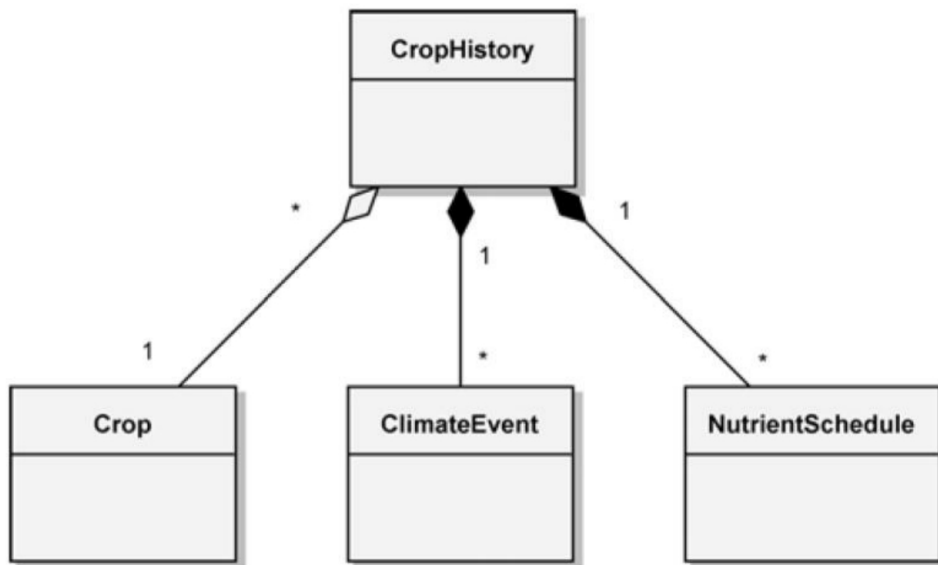 CropHistory
*
1
1
1
*
*
Crop
ClimateEvent
NutrientSchedule